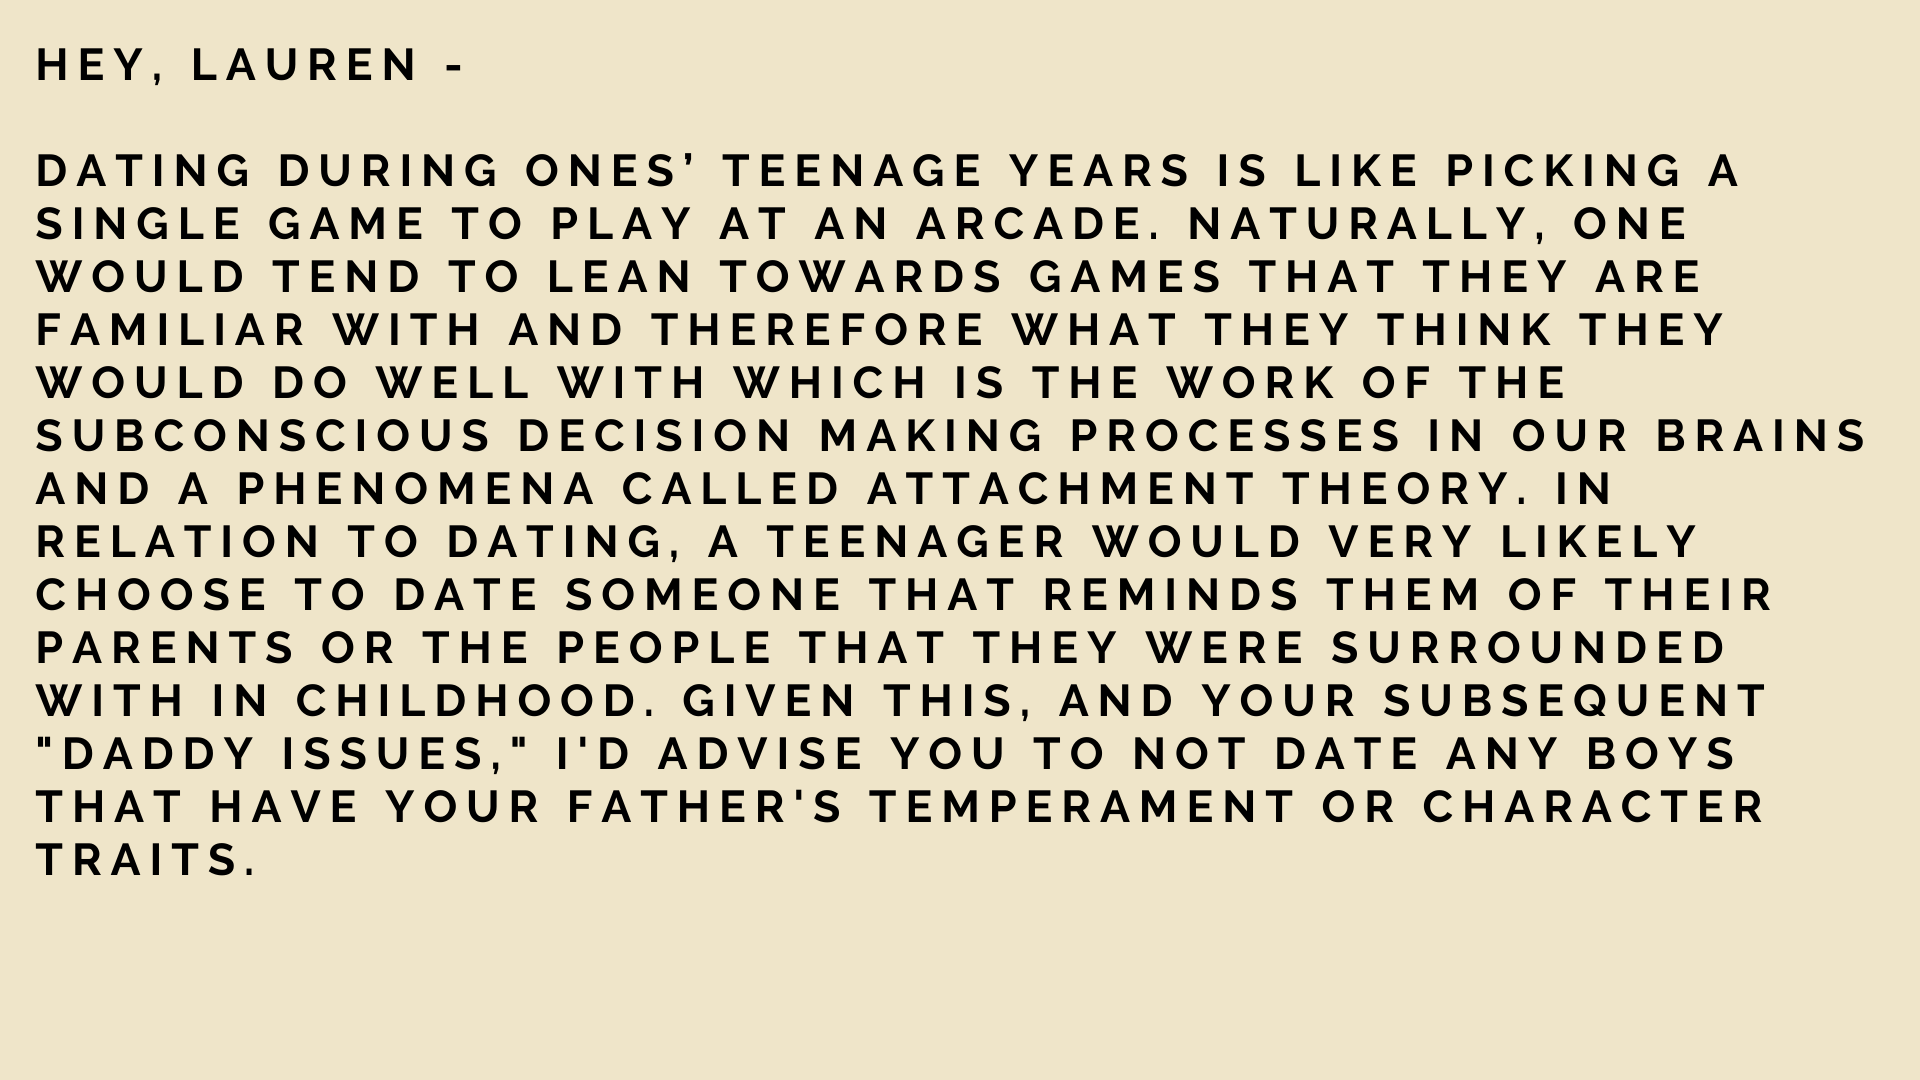 HEY, LAUREN -
DATING DURING ONES’ TEENAGE YEARS IS LIKE PICKING A
SINGLE GAME TO PLAY AT AN ARCADE. NATURALLY, ONE
WOULD TEND TO LEAN TOWARDS GAMES THAT THEY ARE
FAMILIAR WITH AND THEREFORE WHAT THEY THINK THEY
WOULD DO WELL WITH WHICH IS THE WORK OF THE
SUBCONSCIOUS DECISION MAKING PROCESSES IN OUR BRAINS
AND A PHENOMENA CALLED ATTACHMENT THEORY. IN
RELATION TO DATING, A TEENAGER WOULD VERY LIKELY
CHOOSE TO DATE SOMEONE THAT REMINDS THEM OF THEIR
PARENTS OR THE PEOPLE THAT THEY WERE SURROUNDED
WITH IN CHILDHOOD. GIVEN THIS, AND YOUR SUBSEQUENT
"DADDY ISSUES," I'D ADVISE YOU TO NOT DATE ANY BOYS
THAT HAVE YOUR FATHER'S TEMPERAMENT OR CHARACTER
TRAITS.